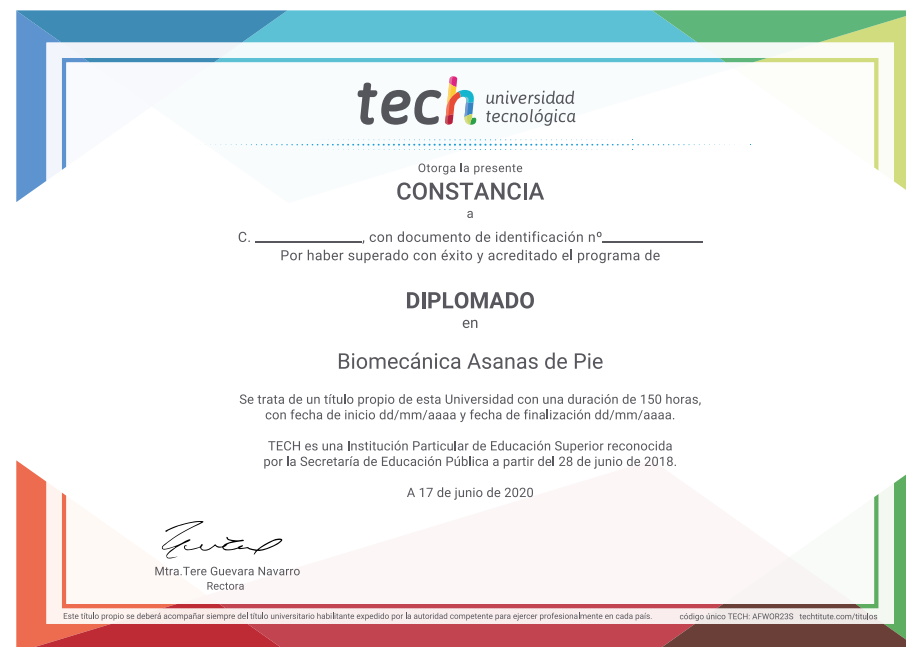 tech universidad
tecnológica
Otorga la presente
CONSTANCIA
a
C. ____________, con documento de identificación nº____________
Por haber superado con éxito y acreditado el programa de
DIPLOMADO
en
Biomecánica Asanas de Pie
Se trata de un título propio de esta Universidad con una duración de 150 horas,
con fecha de inicio dd/mm/aaaa y fecha de finalización dd/mm/aaaa.
TECH es una Institución Particular de Educación Superior reconocida
por la Secretaría de Educación Pública a partir del 28 de junio de 2018.
A 17 de junio de 2020
Mtra.Tere Guevara Navarro
Rectora
Este título propio se deberá acompañar siempre del título universitario habilitante expedido por la autoridad competente para ejercer profesionalmente en cada país. código único TECH: AFWOR23S techtitute.com/titulos